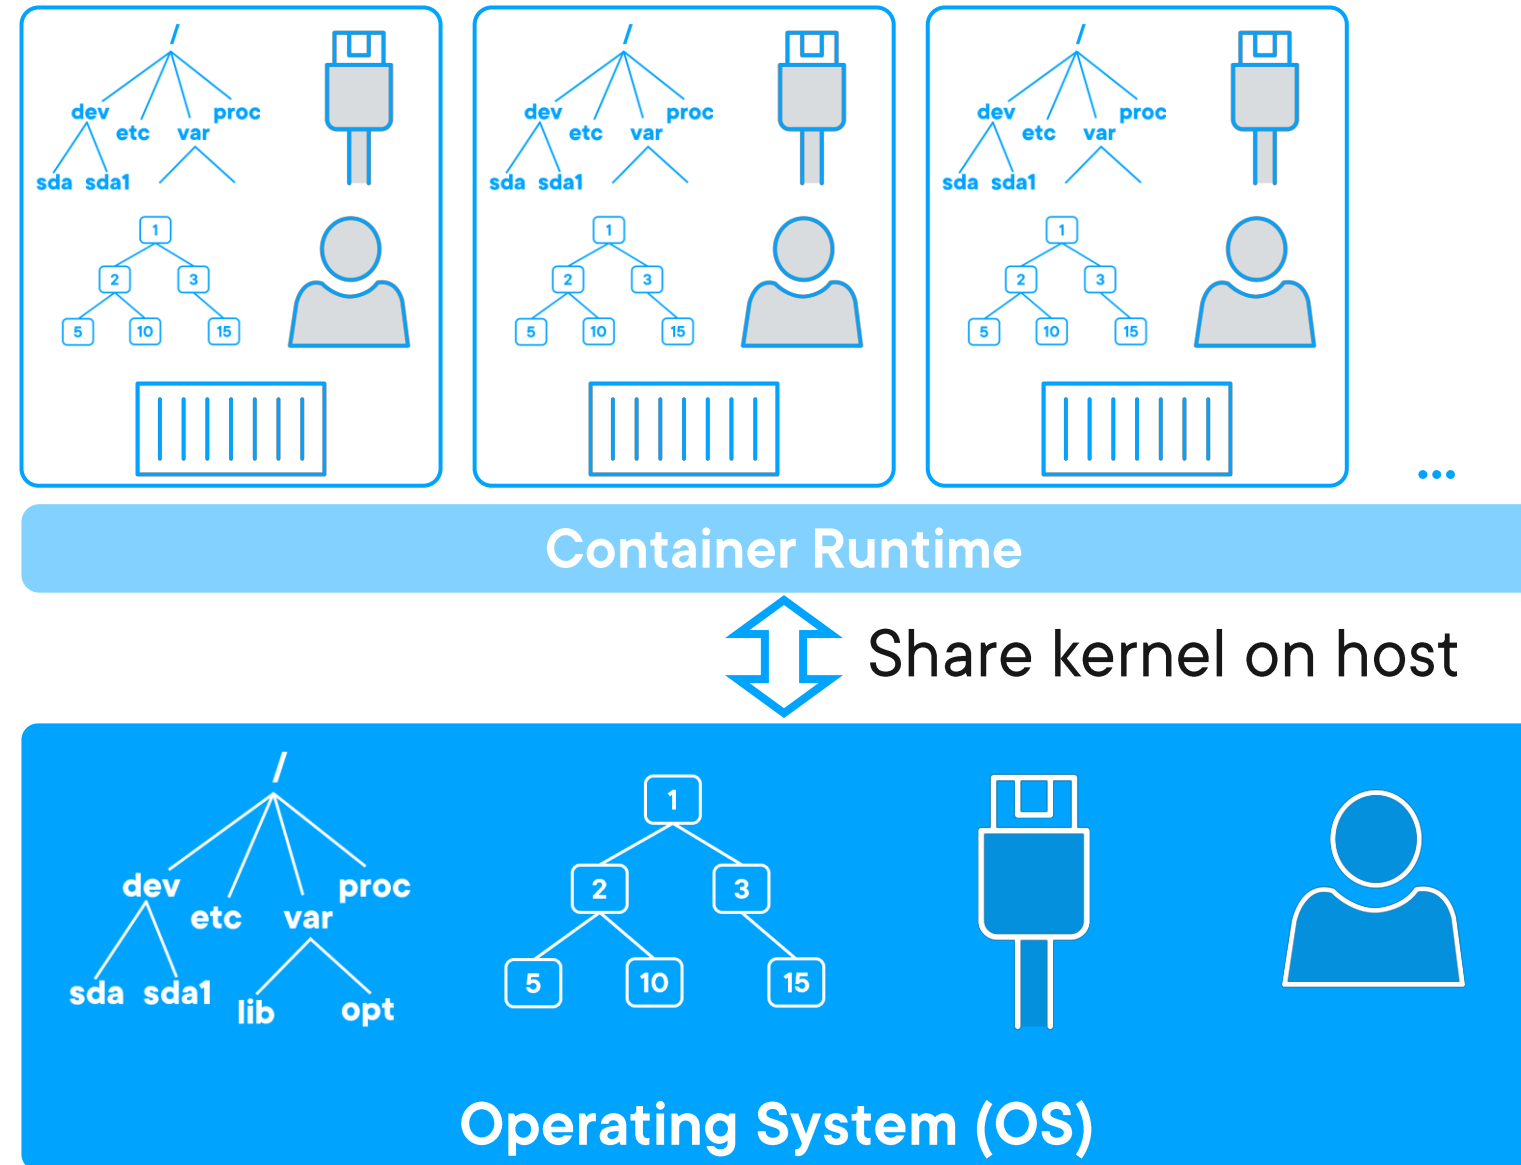 /
dev
etc
var
proc
sda
sda1
1
2
3
5
10
15
/
dev
etc
var
proc
sda
sda1
1
2
3
5
10
15
/
dev
etc
var
proc
sda
sda1
1
2
3
5
10
15
...
Container Runtime
Share kernel on host
/
dev
etc
var
proc
sda
sda1
lib
opt
1
2
3
5
10
15
Operating System (OS)